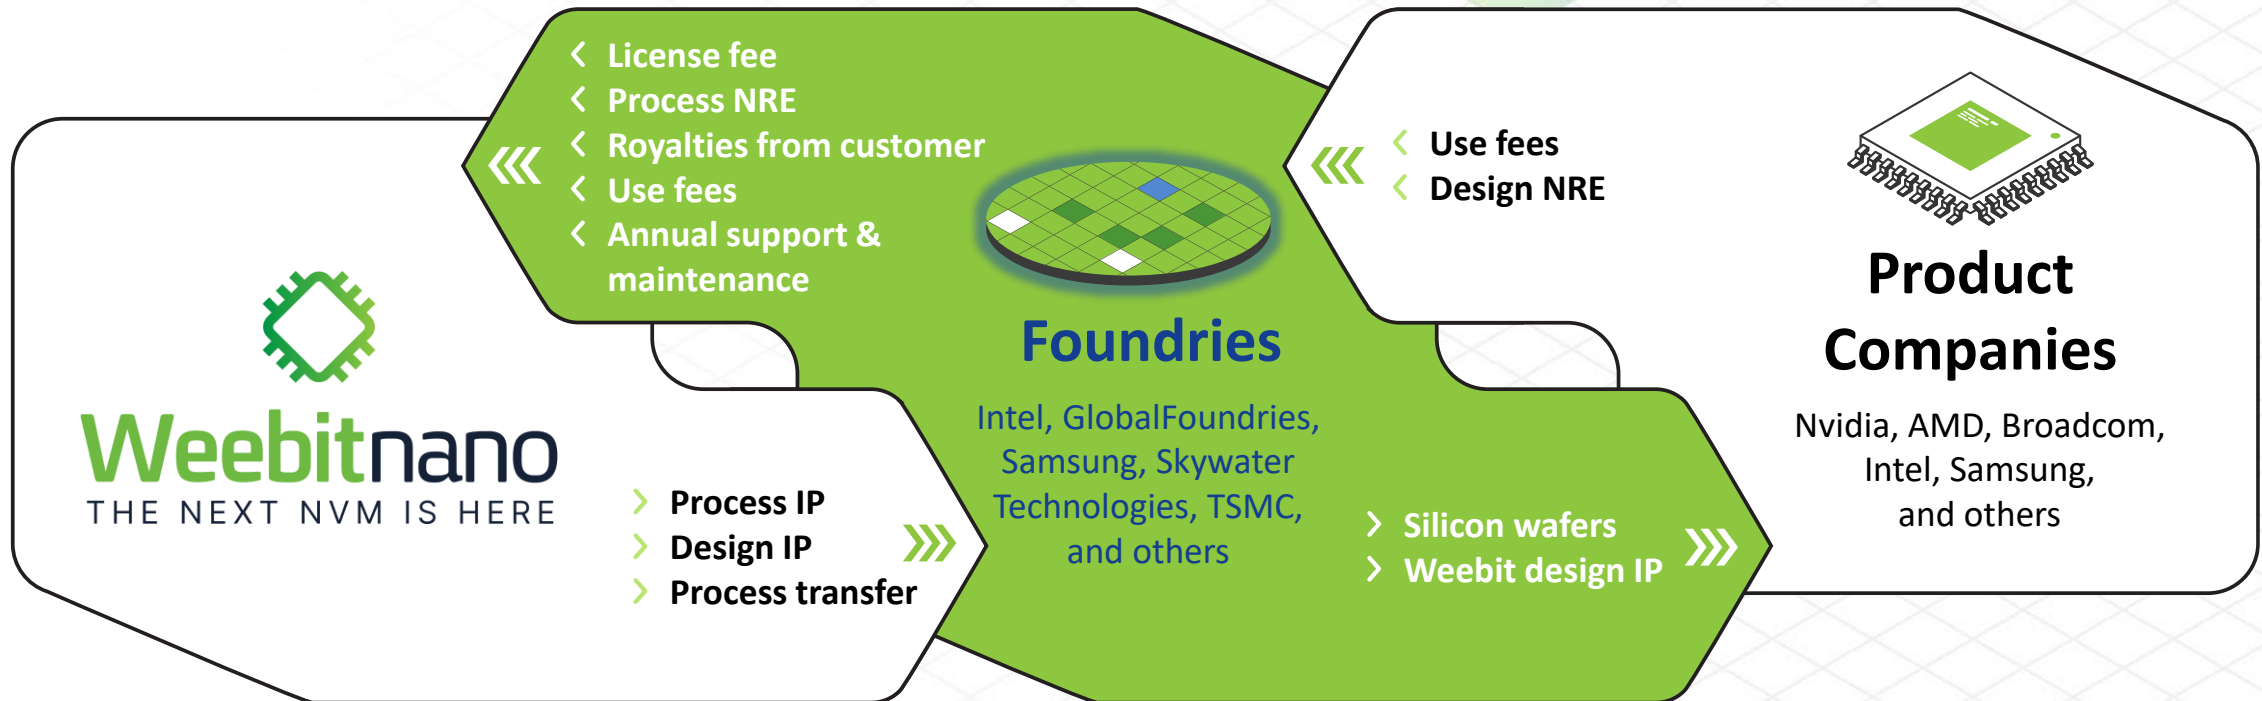 License fee
Process NRE
Royalties from customer
Use fees
Annual support &
maintenance
Weebitnano
THE NEXT NVM IS HERE
Process IP
Design IP
Process transfer
Foundries
Intel, GlobalFoundries,
Samsung, Skywater
Technologies, TSMC,
and others
Use fees
Design NRE
Silicon wafers
Weebit design IP
Product
Companies
Nvidia, AMD, Broadcom,
Intel, Samsung,
and others